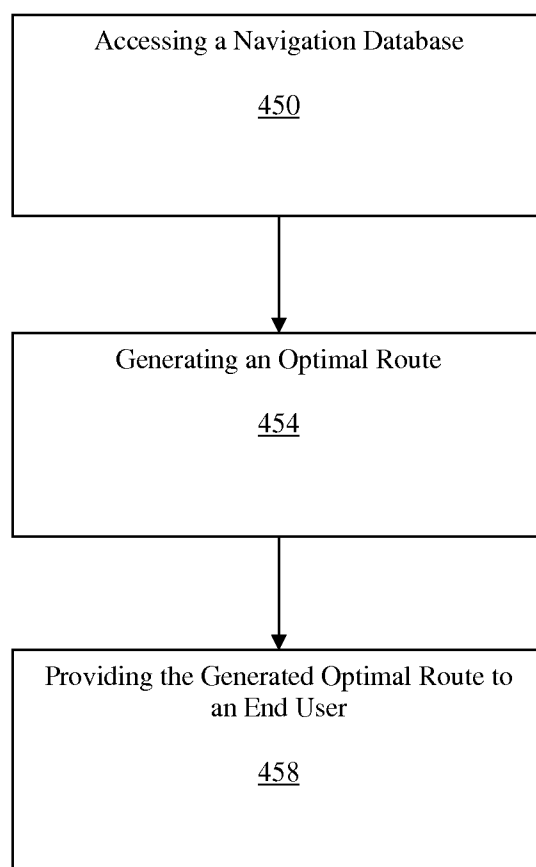 Accessing a Navigation Database
450
Generating an Optimal Route
454
Providing the Generated Optimal Route to
an End User
458